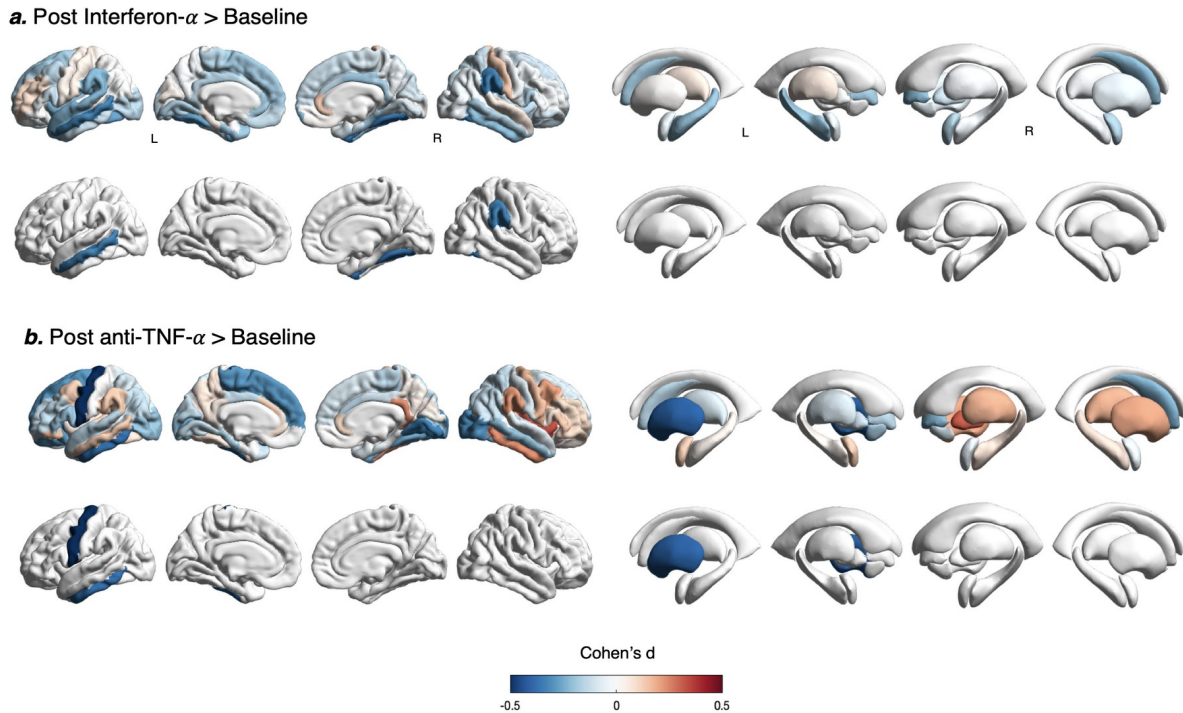 a. Post Interferon-α > Baseline
L
R
L
R
b. Post anti-TNF-α > Baseline
Cohen's d
-0.5
0
0.5